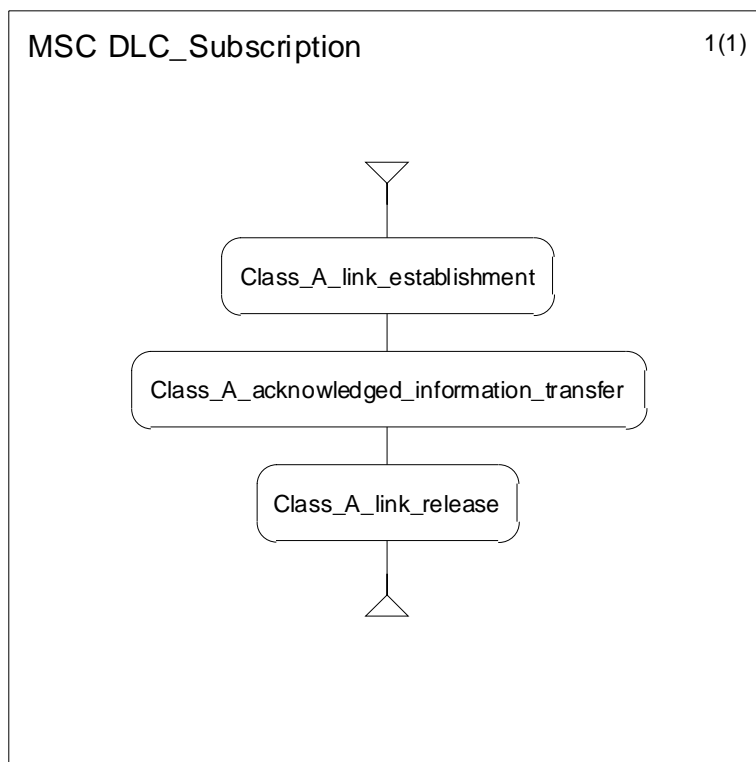 MSC DLC_Subscription
1(1)
Class_A_link_establishment
Class_A_acknowledged_information_transfer
Class_A_link_release